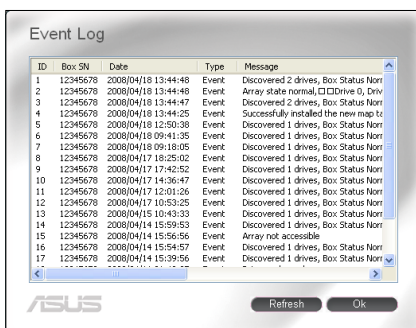 Event Log
ID Box SN Date Type Message
1 12345678 2008/04/18 13:44:48 Event Discovered 2 drives, Box Status Norr
2 12345678 2008/04/18 13:44:48 Event Array state normal, □□Drive 0, Driv
3 12345678 2008/04/18 13:44:47 Event Discovered 2 drives, Box Status Norr
4 12345678 2008/04/18 13:44:25 Event Successfully installed the new map ta
5 12345678 2008/04/18 12:50:38 Event Discovered 1 drives, Box Status Norr
6 12345678 2008/04/18 09:41:35 Event Discovered 1 drives, Box Status Norr
7 12345678 2008/04/18 09:18:05 Event Discovered 1 drives, Box Status Norr
8 12345678 2008/04/17 18:25:02 Event Discovered 1 drives, Box Status Norr
9 12345678 2008/04/17 17:42:52 Event Discovered 1 drives, Box Status Norr
10 12345678 2008/04/17 14:36:47 Event Discovered 1 drives, Box Status Norr
11 12345678 2008/04/17 12:01:26 Event Discovered 1 drives, Box Status Norr
12 12345678 2008/04/17 10:53:25 Event Discovered 1 drives, Box Status Norr
13 12345678 2008/04/15 10:43:33 Event Discovered 1 drives, Box Status Norr
14 12345678 2008/04/14 15:59:53 Event Discovered 1 drives, Box Status Norr
15 12345678 2008/04/14 15:56:56 Event Array not accessible
16 12345678 2008/04/14 15:54:57 Event Discovered 1 drives, Box Status Norr
17 12345678 2008/04/14 15:39:56 Event Discovered 1 drives, Box Status Norr
ASUS
Refresh Ok